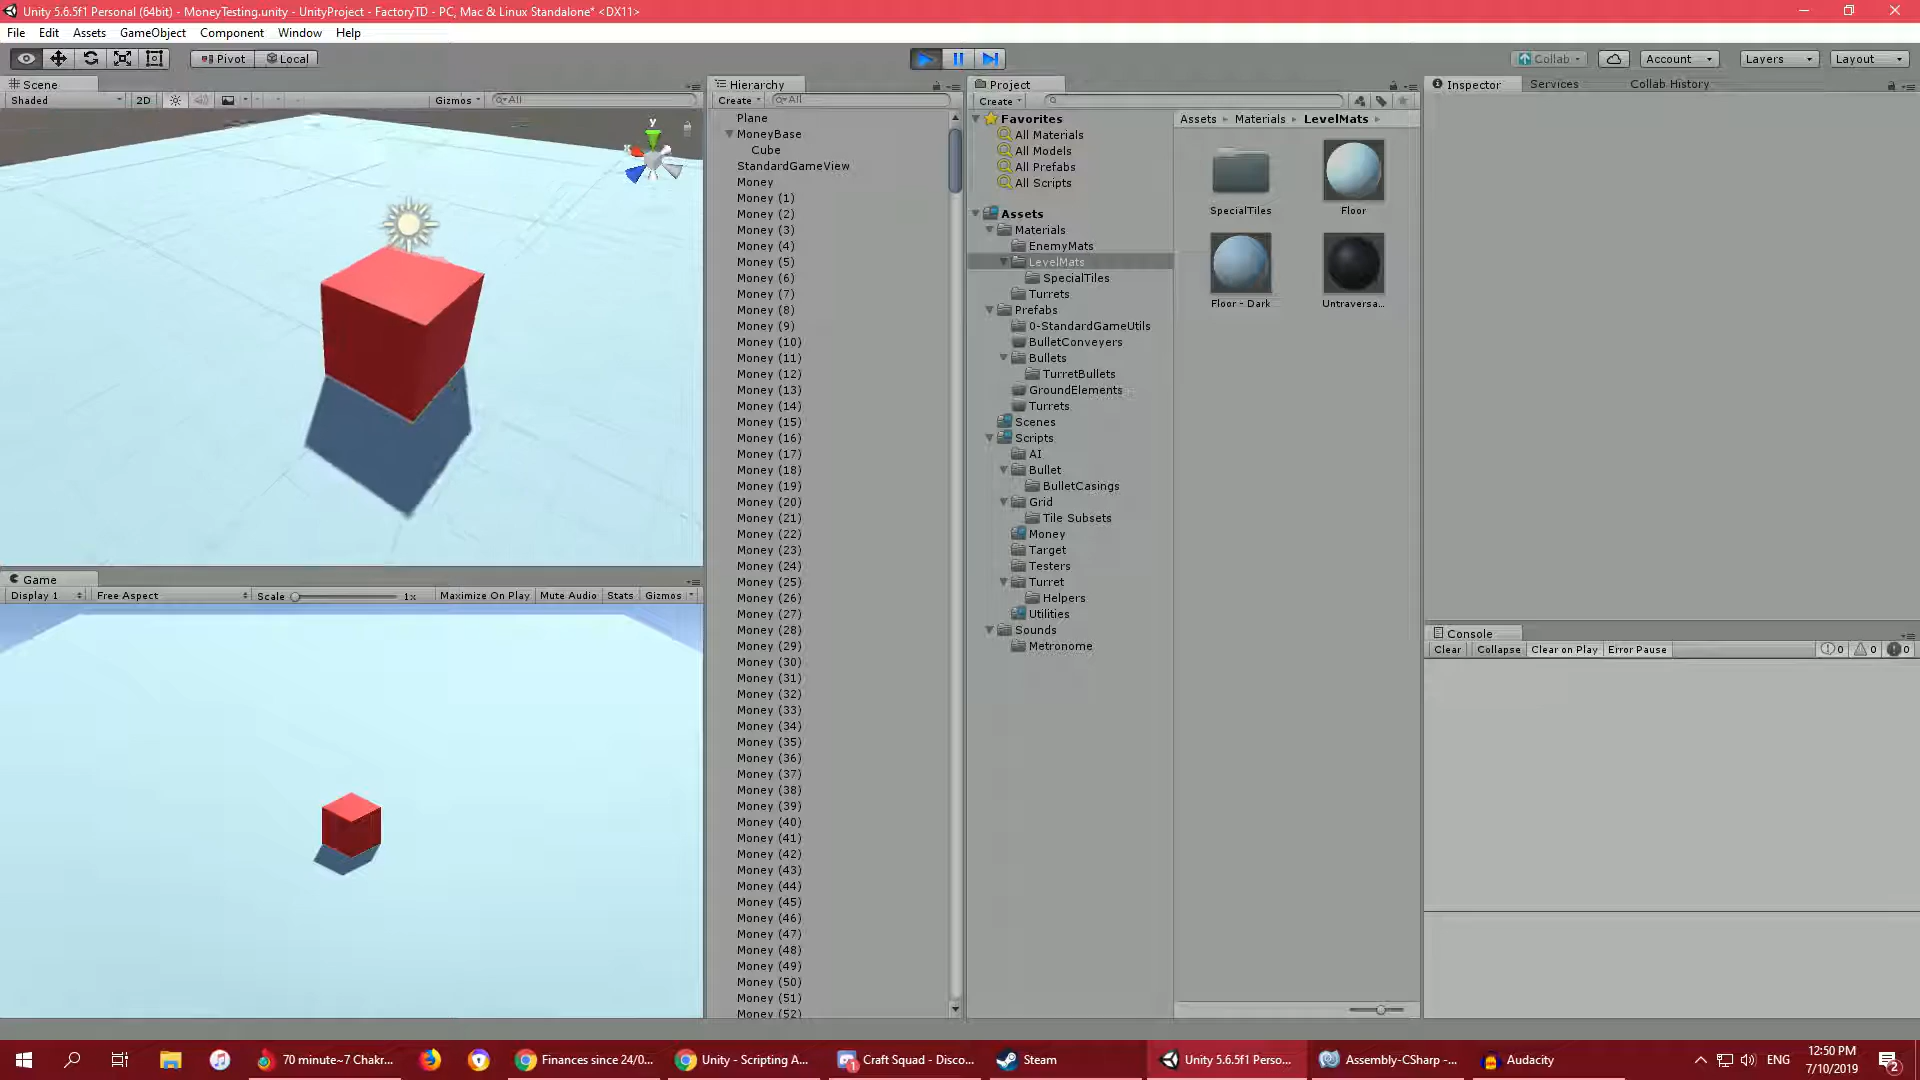 Unity 5.6.5f1 Personal (64bit) - MoneyTesting.unity - UnityProject - FactoryTD - PC, Mac & Linux Standalone* <DX11>
File Edit Assets GameObject Component Window Help
Pivot Local
Collab Account Layers Layout
Scene
Shaded 2D Gizmos All
y
x
Game
Display 1 Free Aspect Scale 1x Maximize On Play Mute Audio Stats Gizmos
Hierarchy
Create All
Plane
MoneyBase
Cube
StandardGameView
Money
Money (1)
Money (2)
Money (3)
Money (4)
Money (5)
Money (6)
Money (7)
Money (8)
Money (9)
Money (10)
Money (11)
Money (12)
Money (13)
Money (14)
Money (15)
Money (16)
Money (17)
Money (18)
Money (19)
Money (20)
Money (21)
Money (22)
Money (23)
Money (24)
Money (25)
Money (26)
Money (27)
Money (28)
Money (29)
Money (30)
Money (31)
Money (32)
Money (33)
Money (34)
Money (35)
Money (36)
Money (37)
Money (38)
Money (39)
Money (40)
Money (41)
Money (42)
Money (43)
Money (44)
Money (45)
Money (46)
Money (47)
Money (48)
Money (49)
Money (50)
Money (51)
Money (52)
Project
Create
Favorites
All Materials
All Models
All Prefabs
All Scripts
Assets
Materials
EnemyMats
LevelMats
SpecialTiles
Turrets
Prefabs
0-StandardGameUtils
BulletConveyers
Bullets
TurretBullets
GroundElements
Turrets
Scenes
Scripts
AI
Bullet
BulletCasings
Grid
Tile Subsets
Money
Target
Testers
Turret
Helpers
Utilities
Sounds
Metronome
Assets Materials LevelMats
SpecialTiles Floor
Floor - Dark Untraversa...
Inspector Services Collab History
Console
Clear Collapse Clear on Play Error Pause 0 0 0
70 minute~7 Chakr... Finances since 24/0... Unity - Scripting A... Craft Squad - Disco... Steam Unity 5.6.5f1 Perso... Assembly-CSharp -... Audacity ENG
12:50 PM
7/10/2019
1
2